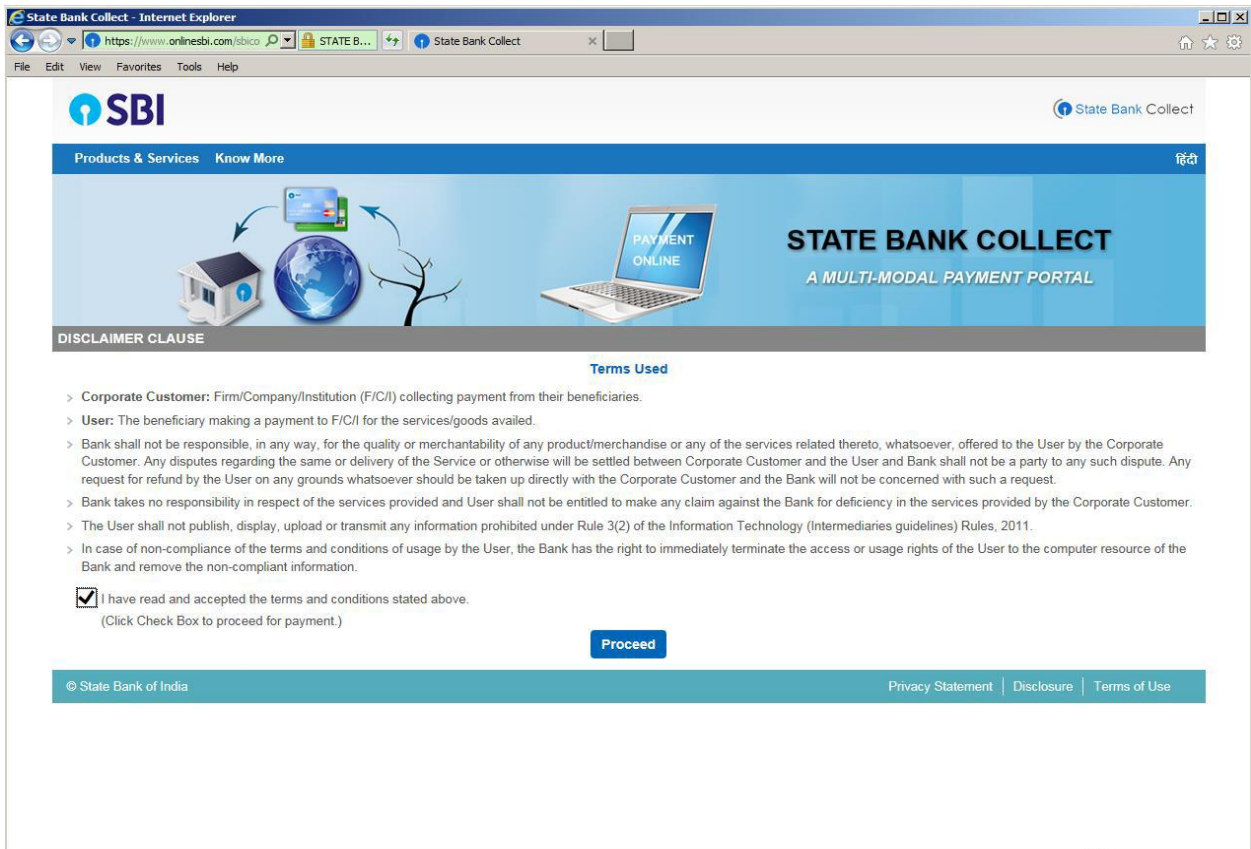 State Bank Collect - Internet Explorer
https://www.onlinesbi.com/sbico
STATE B...
State Bank Collect
File Edit View Favorites Tools Help
SBI
State Bank Collect
Products & Services Know More
हिंदी
PAYMENT
ONLINE
STATE BANK COLLECT
A MULTI-MODAL PAYMENT PORTAL
DISCLAIMER CLAUSE
Terms Used
Corporate Customer: Firm/Company/Institution (F/C/I) collecting payment from their beneficiaries.
User: The beneficiary making a payment to F/C/I for the services/goods availed.
Bank shall not be responsible, in any way, for the quality or merchantability of any product/merchandise or any of the services related thereto, whatsoever, offered to the User by the Corporate
Customer. Any disputes regarding the same or delivery of the Service or otherwise will be settled between Corporate Customer and the User and Bank shall not be a party to any such dispute. Any
request for refund by the User on any grounds whatsoever should be taken up directly with the Corporate Customer and the Bank will not be concerned with such a request.
Bank takes no responsibility in respect of the services provided and User shall not be entitled to make any claim against the Bank for deficiency in the services provided by the Corporate Customer.
The User shall not publish, display, upload or transmit any information prohibited under Rule 3(2) of the Information Technology (Intermediaries guidelines) Rules, 2011.
In case of non-compliance of the terms and conditions of usage by the User, the Bank has the right to immediately terminate the access or usage rights of the User to the computer resource of the
Bank and remove the non-compliant information.
I have read and accepted the terms and conditions stated above.
(Click Check Box to proceed for payment.)
Proceed
© State Bank of India
Privacy Statement | Disclosure | Terms of Use